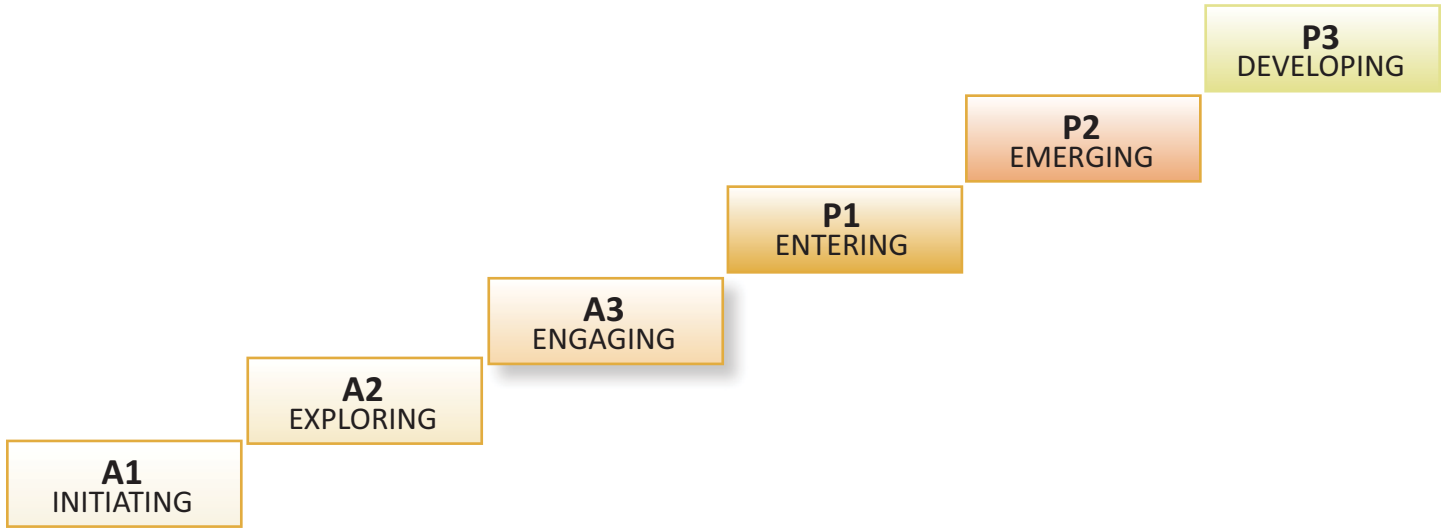 P3
DEVELOPING
P2
EMERGING
P1
ENTERING
A3
ENGAGING
A2
EXPLORING
A1
INITIATING